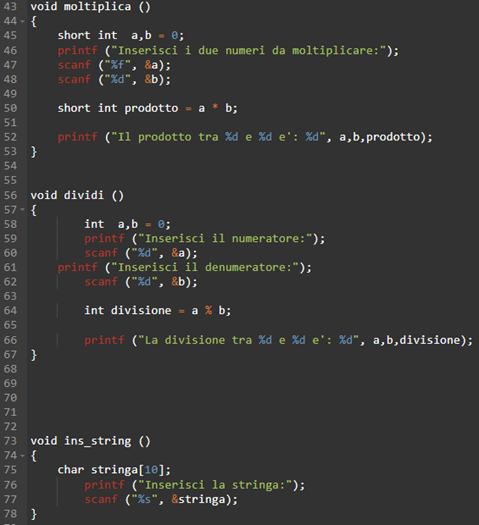 43 void moltiplica ()
44 {
45 short int  a,b = 0;
46 printf ("Inserisci i due numeri da moltiplicare:");
47 scanf ("%f", &a);
48 scanf ("%d", &b);
49
50 short int prodotto = a * b;
51
52 printf ("Il prodotto tra %d e %d e': %d", a,b,prodotto);
53 }
54
55
56 void dividi ()
57 {
58 int  a,b = 0;
59 printf ("Inserisci il numeratore:");
60 scanf ("%d", &a);
61 printf ("Inserisci il denumeratore:");
62 scanf ("%d", &b);
63
64 int divisione = a % b;
65
66 printf ("La divisione tra %d e %d e': %d", a,b,divisione);
67 }
68
69
70
71
72
73 void ins_string ()
74 {
75 char stringa[10];
76 printf ("Inserisci la stringa:");
77 scanf ("%s", &stringa);
78 }